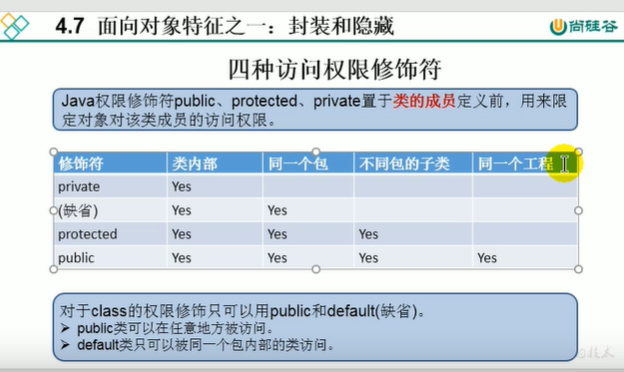 4.7 面向对象特征之一：封装和隐藏
尚硅谷
四种访问权限修饰符
Java权限修饰符public、protected、private置于类的成员定义前，用来限
定对象对该类成员的访问权限。
修饰符 类内部 同一个包 不同包的子类 同一个工程
private Yes
(缺省) Yes Yes
protected Yes Yes Yes
public Yes Yes Yes Yes
对于class的权限修饰只可以用public和default(缺省)。
➢ public类可以在任意地方被访问。
➢ default类只可以被同一个包内部的类访问。